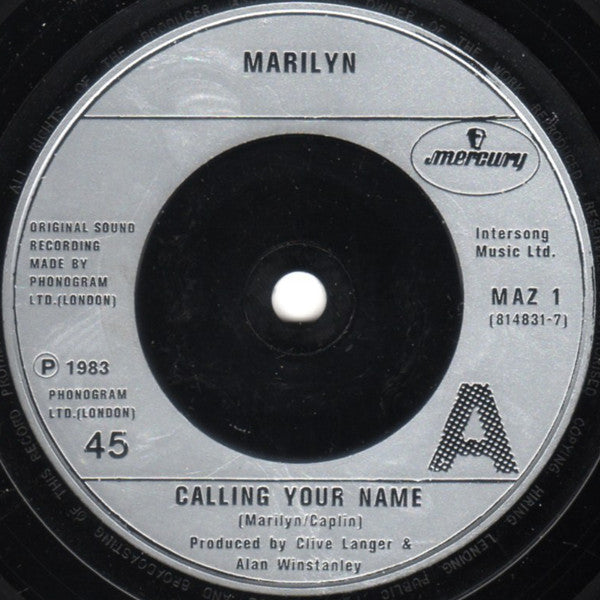 MARILYN
mercury
ORIGINAL SOUND
RECORDING
MADE BY
PHONOGRAM
LTD.(LONDON)
Intersong
Music Ltd.
MAZ 1
(814831-7)
Ⓟ 1983
PHONOGRAM
LTD.(LONDON)
45
A
CALLING YOUR NAME
(Marilyn/Caplin)
Produced by Clive Langer &
Alan Winstanley